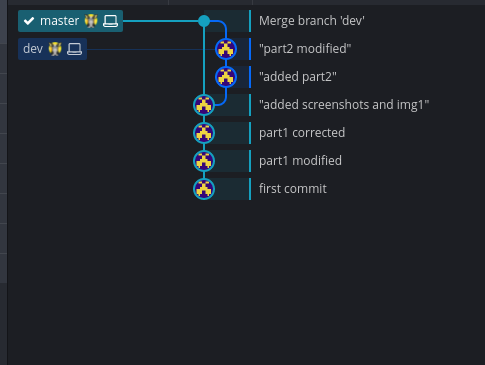 master Merge branch 'dev'
dev "part2 modified"
"added part2"
"added screenshots and img1"
part1 corrected
part1 modified
first commit